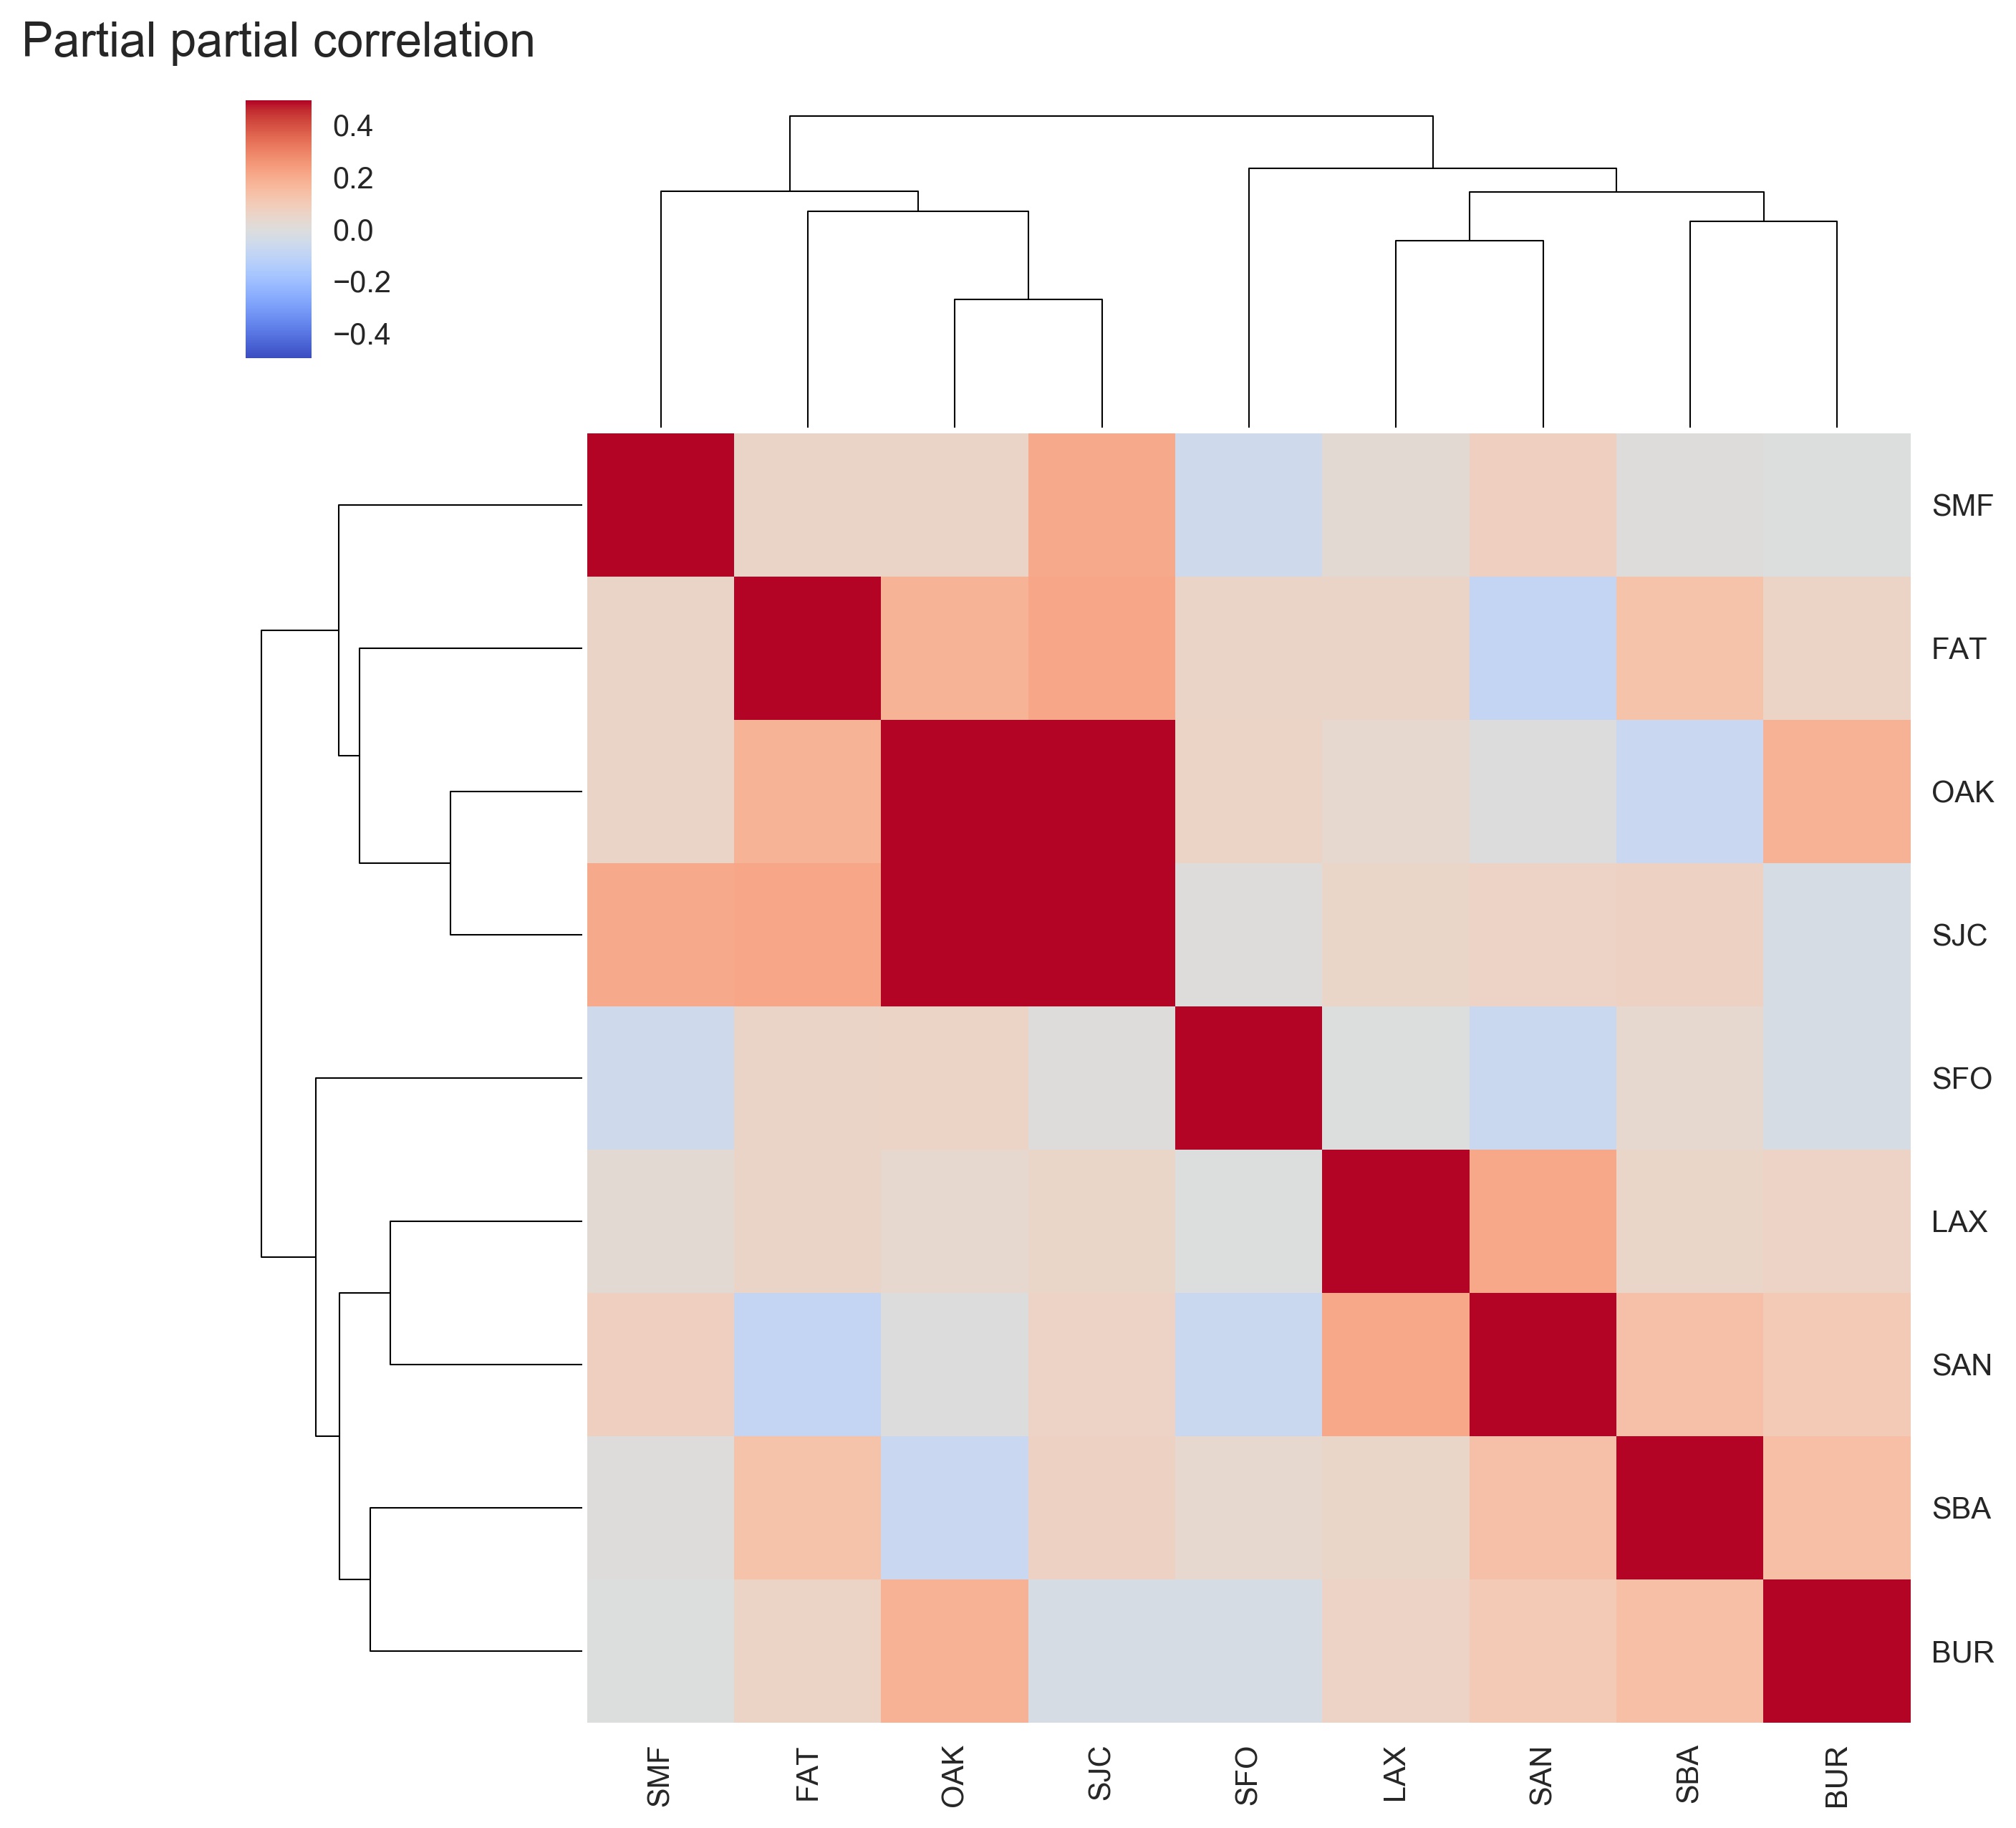 Partial partial correlation
0.4
0.2
0.0
−0.2
−0.4
SMF
FAT
OAK
SJC
SFO
LAX
SAN
SBA
BUR
SMF
FAT
OAK
SJC
SFO
LAX
SAN
SBA
BUR